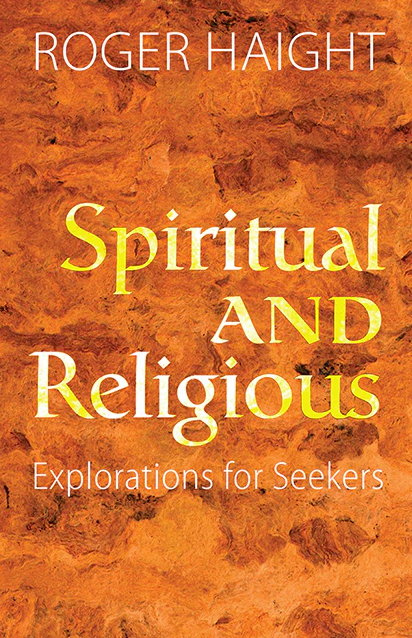 ROGER HAIGHT
Spiritual
AND
Religious
Explorations for Seekers